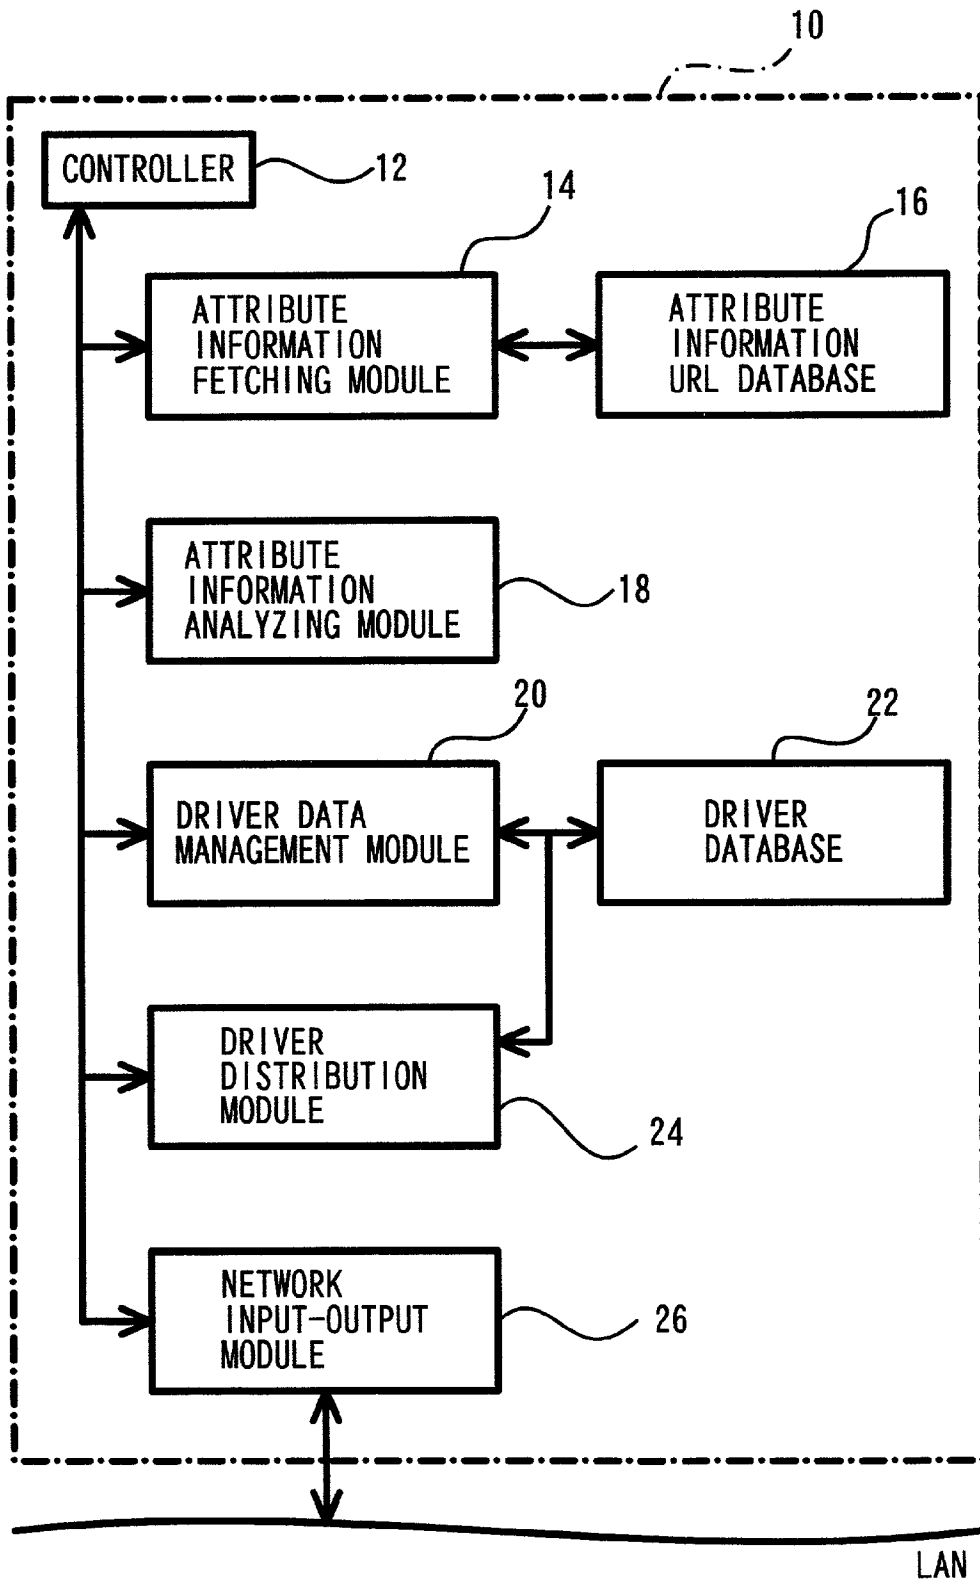 10
CONTROLLER
12
14
16
ATTRIBUTE
INFORMATION
FETCHING MODULE
ATTRIBUTE
INFORMATION
URL DATABASE
ATTRIBUTE
INFORMATION
ANALYZING MODULE
18
20
22
DRIVER DATA
MANAGEMENT MODULE
DRIVER
DATABASE
DRIVER
DISTRIBUTION
MODULE
24
NETWORK
INPUT-OUTPUT
MODULE
26
LAN